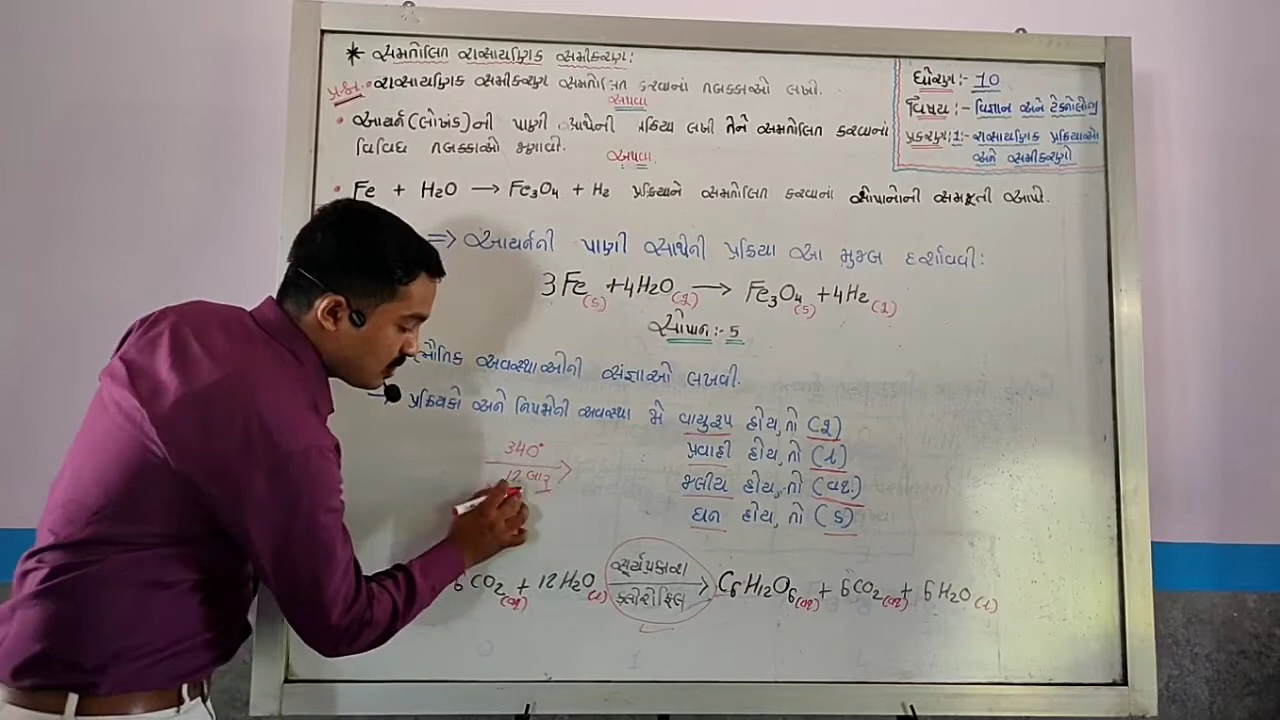 * સમતોલિત રાસાયણિક સમીકરણ:
પ્રશ્ન:- રાસાયણિક સમીકરણ સમતોલિત કરવાનાં તબક્કાઓ લખો.
અથવા
• આયર્ન(લોખંડ)ની પાણી સાથેની પ્રક્રિયા લખી તેને સમતોલિત કરવાનાં
વિવિધ તબક્કાઓ જણાવો.
અથવા
• Fe + H2O → Fe3O4 + H2 પ્રક્રિયાને સમતોલિત કરવાનાં સોપાનોની સમજૂતી આપો.
ધોરણ:- 10
વિષય:- વિજ્ઞાન અને ટેકનોલોજી
પ્રકરણ:1:- રાસાયણિક પ્રક્રિયાઓ
અને સમીકરણો
⇒ આયર્નની પાણી સાથેની પ્રક્રિયા આ મુજબ દર્શાવવી:
3Fe(s) + 4H2O(g) → Fe3O4(s) + 4H2(g)
સોપાન:- 5
ભૌતિક અવસ્થાઓની સંજ્ઞાઓ લખવી.
→ પ્રક્રિયકો અને નિપજોની અવસ્થા જો વાયુરૂપ હોય, તો (g)
પ્રવાહી હોય, તો (l)
જલીય હોય, તો (aq.)
ઘન હોય, તો (s)
340°
12 બાર
6CO2(aq) + 12H2O(l) સૂર્યપ્રકાશ ક્લોરોફિલ → C6H12O6(aq) + 6CO2(aq) + 6H2O(l)